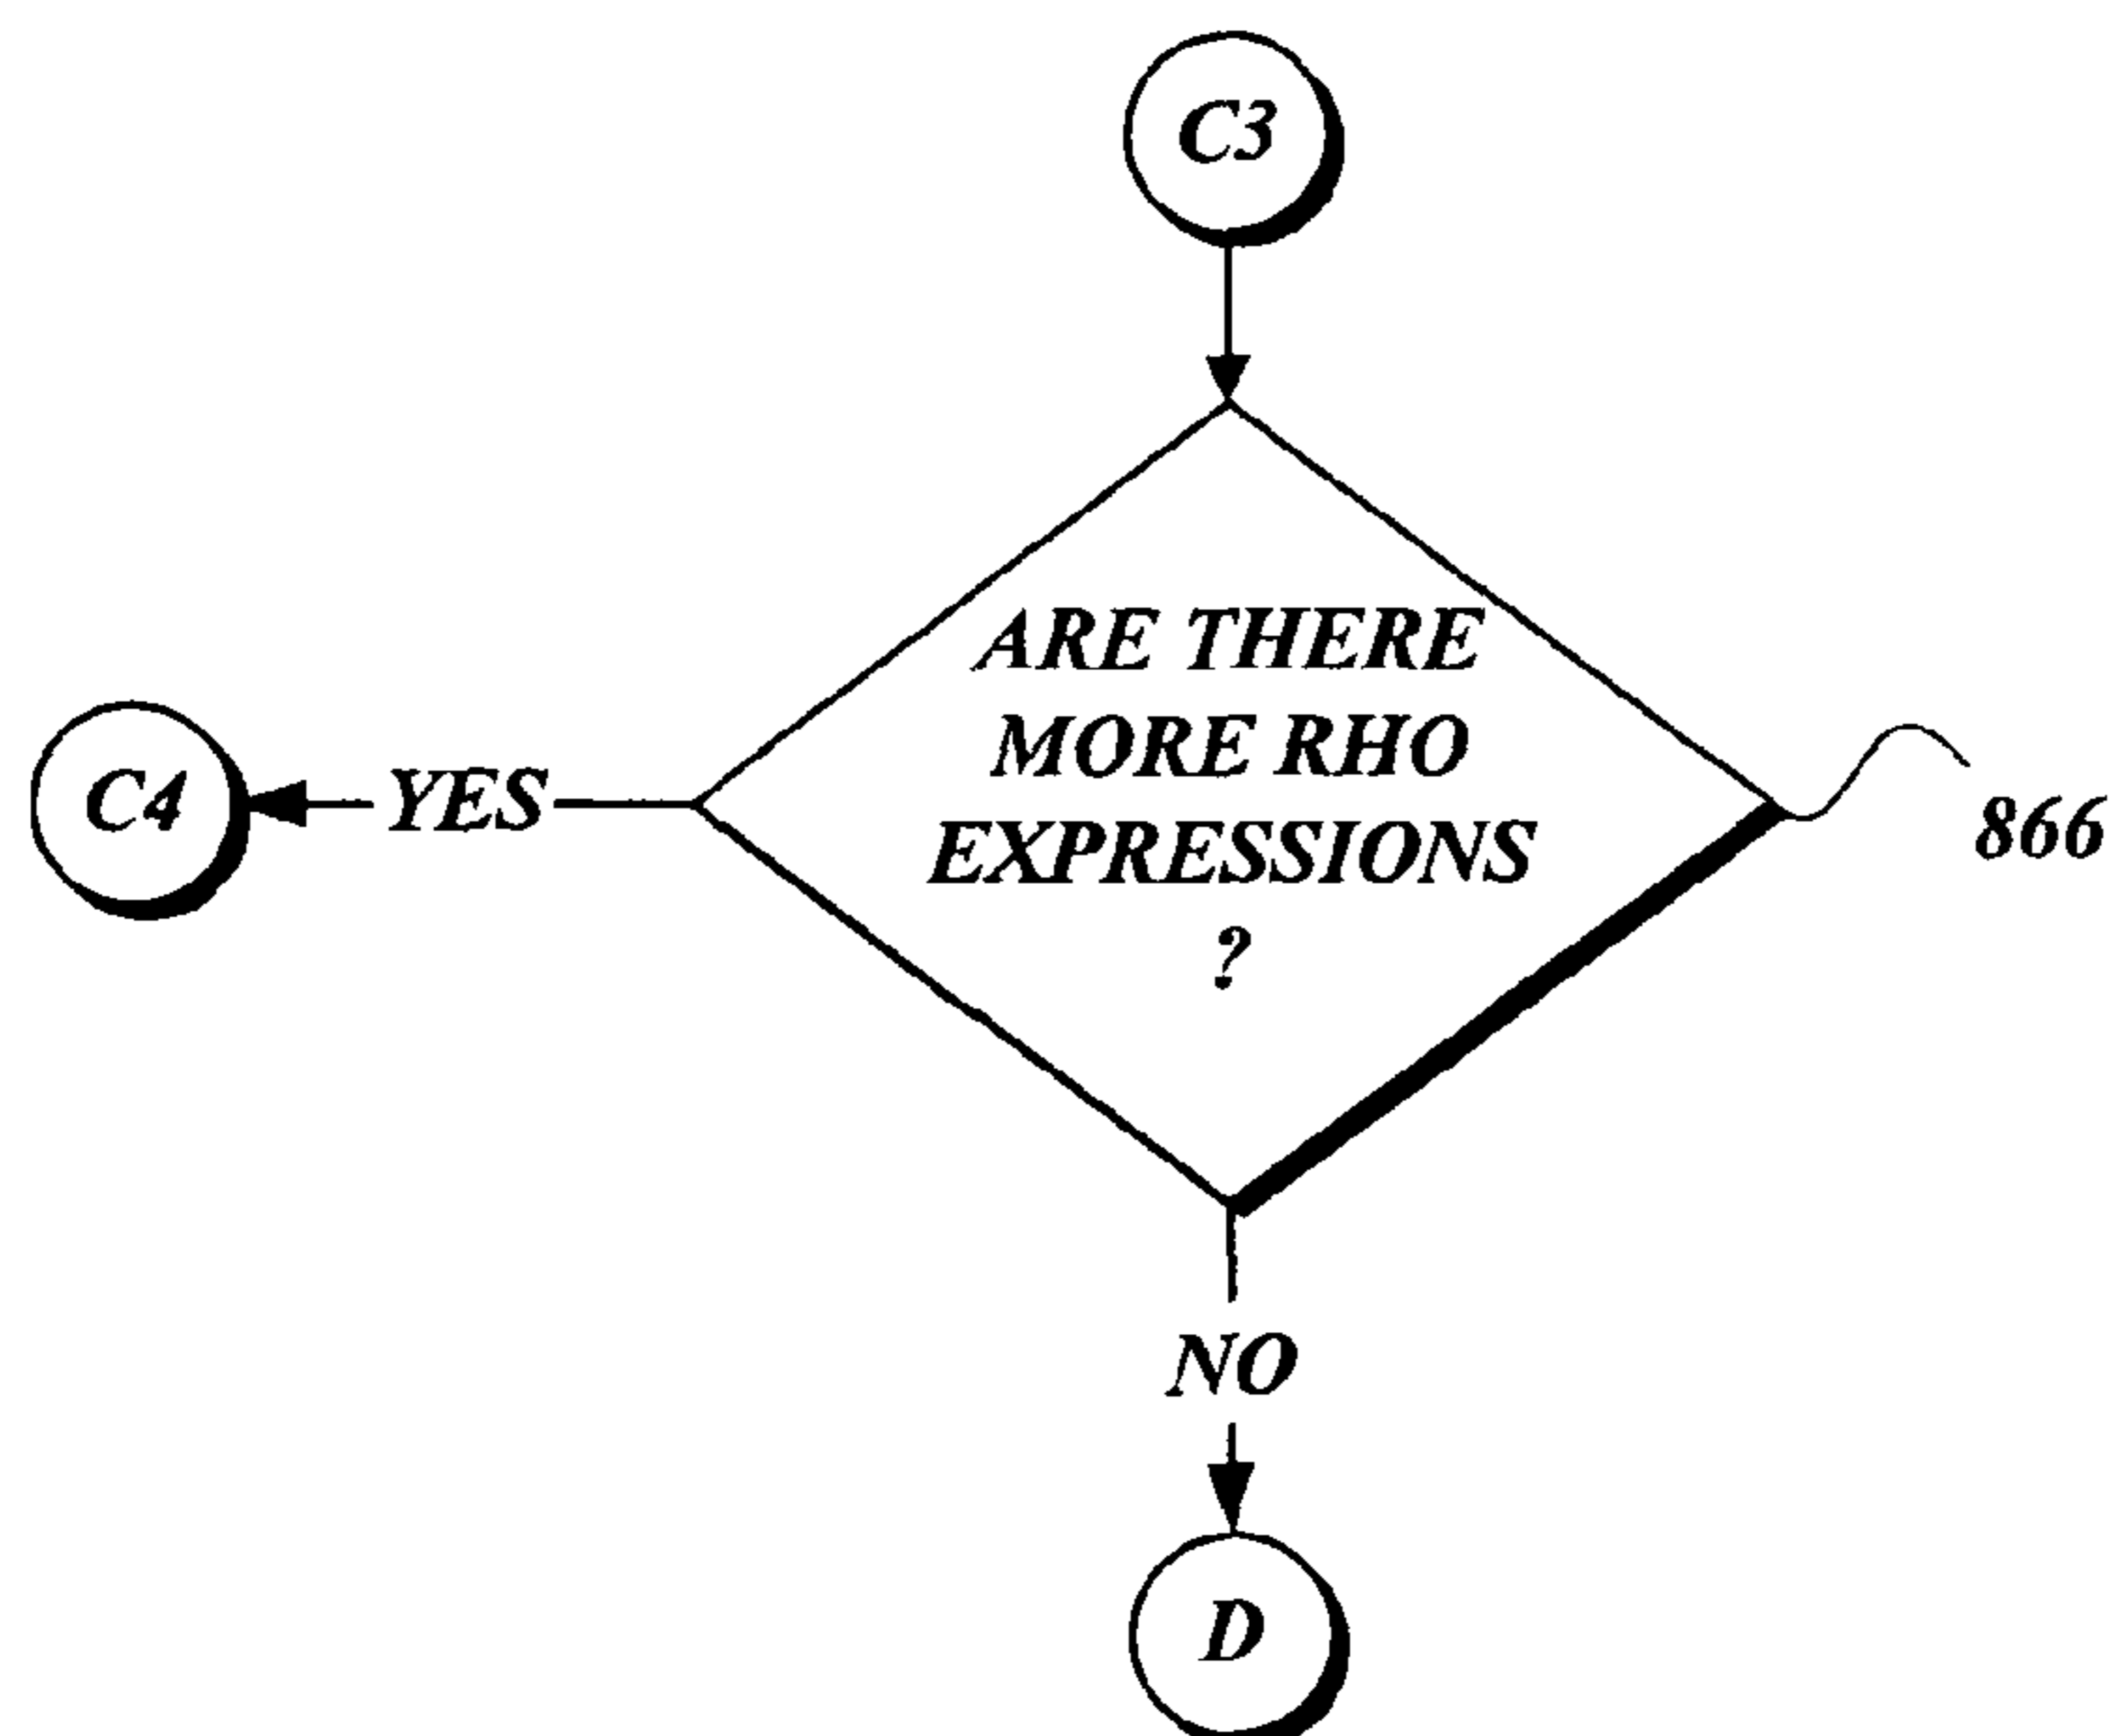 C3
ARE THERE
MORE RHO
EXPRESSIONS
?
C4
YES
866
NO
D